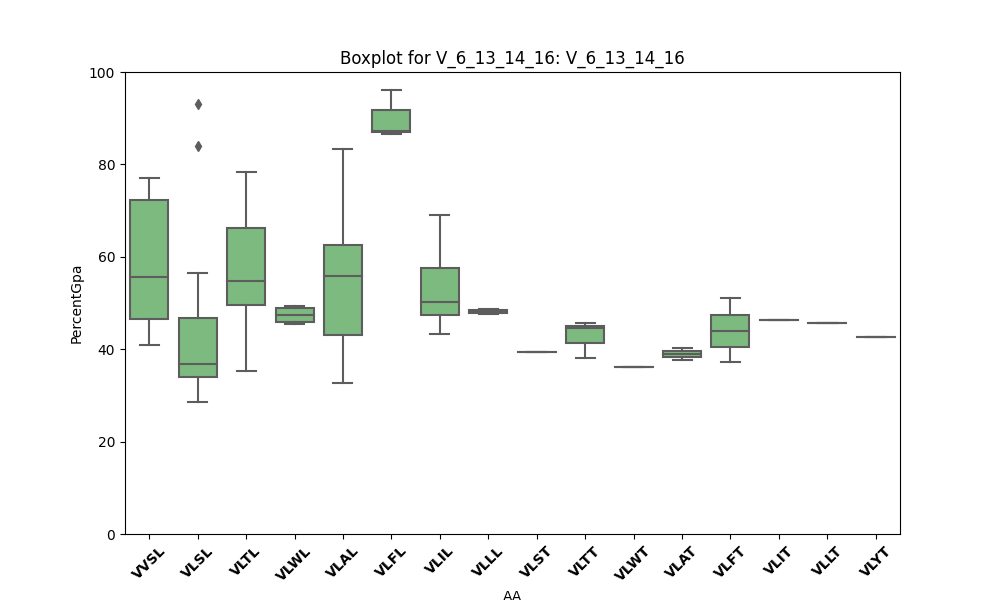 Boxplot for V_6_13_14_16: V_6_13_14_16
100
80
60
40
20
0
PercentGpa
VVSL VLSL VLTL VLWL VLAL VLFL VLIL VLLL VLST VLTT VLWT VLAT VLFT VLIT VLLT VLYT
AA